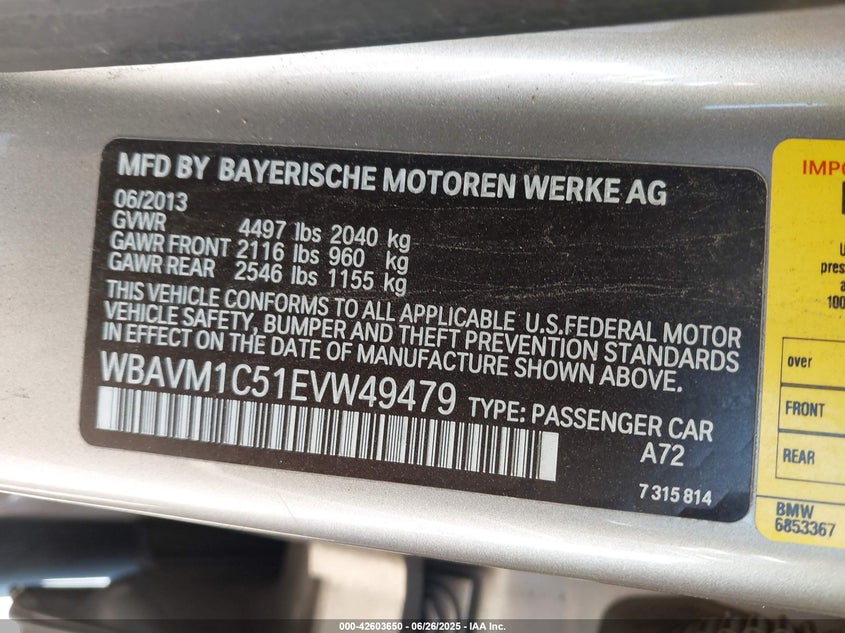 MFD BY BAYERISCHE MOTOREN WERKE AG
06/2013
GVWR 4497 lbs 2040 kg
GAWR FRONT 2116 lbs 960 kg
GAWR REAR 2546 lbs 1155 kg
THIS VEHICLE CONFORMS TO ALL APPLICABLE U.S.FEDERAL MOTOR
VEHICLE SAFETY, BUMPER AND THEFT PREVENTION STANDARDS
IN EFFECT ON THE DATE OF MANUFACTURE SHOWN ABOVE.
WBAVM1C51EVW49479 TYPE: PASSENGER CAR
A72
7 315 814
over
FRONT
REAR
BMW
6853367
000-42603650 - 06/26/2025 - IAA Inc.